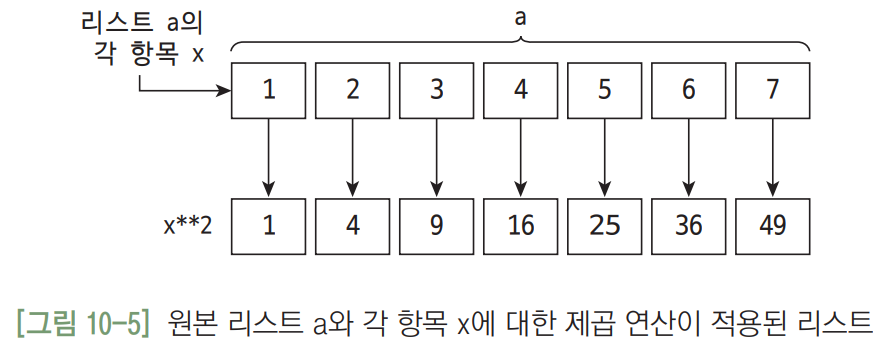 a
리스트 a의
각 항목 x
1 2 3 4 5 6 7
x**2 1 4 9 16 25 36 49
[그림 10-5] 원본 리스트 a와 각 항목 x에 대한 제곱 연산이 적용된 리스트